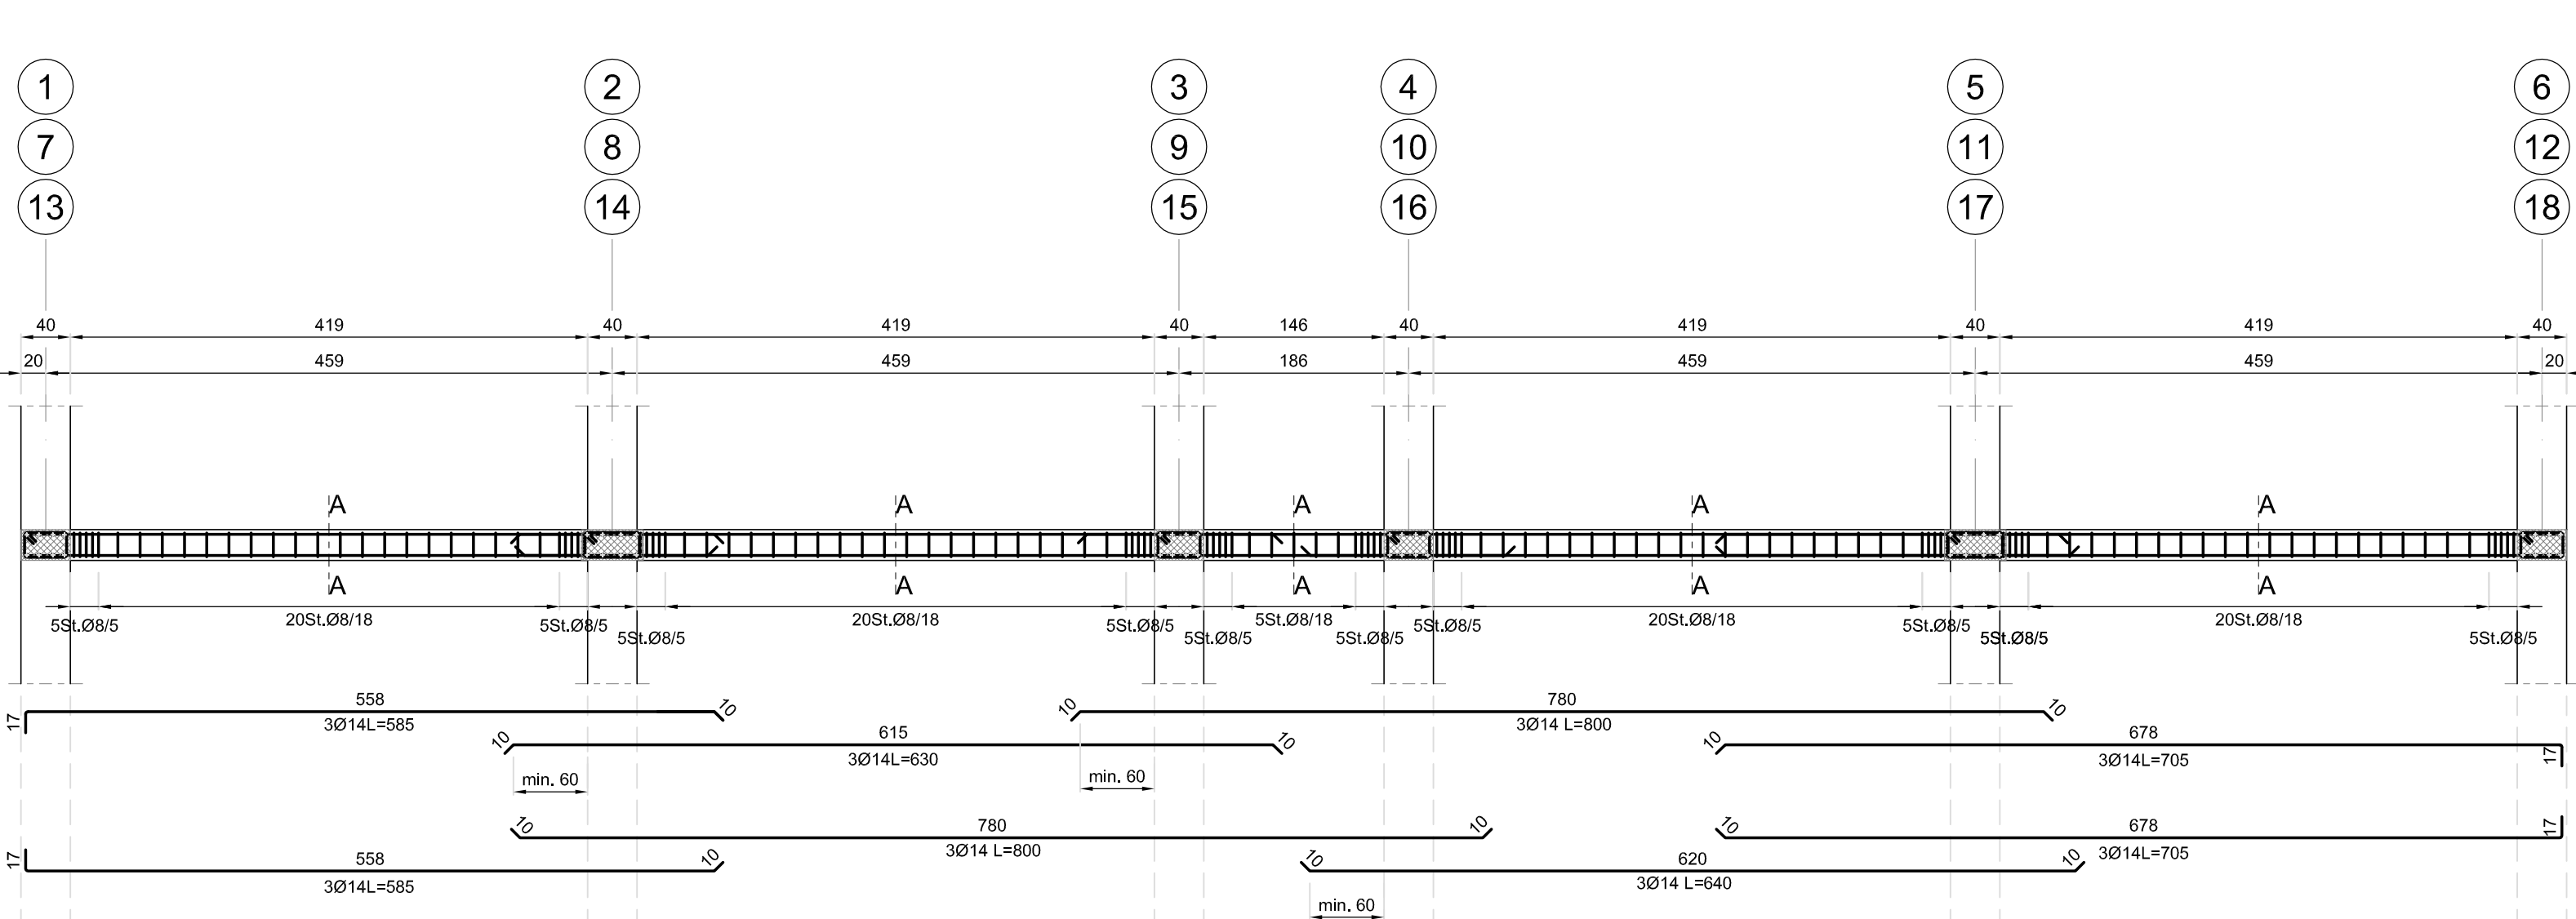 1 2 3 4 5 6
7 8 9 10 11 12
13 14 15 16 17 18
40 419 40 419 40 146 40 419 40 419 40
20 459 459 186 459 459 20
A A A A A
A A A A A
20St.Ø8/18 20St.Ø8/18 5St.Ø8/18 20St.Ø8/18 20St.Ø8/18
5St.Ø8/5 5St.Ø8/5 5St.Ø8/5 5St.Ø8/5 5St.Ø8/5 5St.Ø8/5 5St.Ø8/5 5St.Ø8/5 5St.Ø8/5 5St.Ø8/5
17 558 10 10 780 10
3Ø14L=585 3Ø14 L=800
10 615 10 10 678 17
3Ø14L=630 3Ø14L=705
min. 60 min. 60
10 780 10 10 678 17
3Ø14 L=800 3Ø14L=705
17 558 10 10 620 10
3Ø14L=585 3Ø14 L=640
min. 60